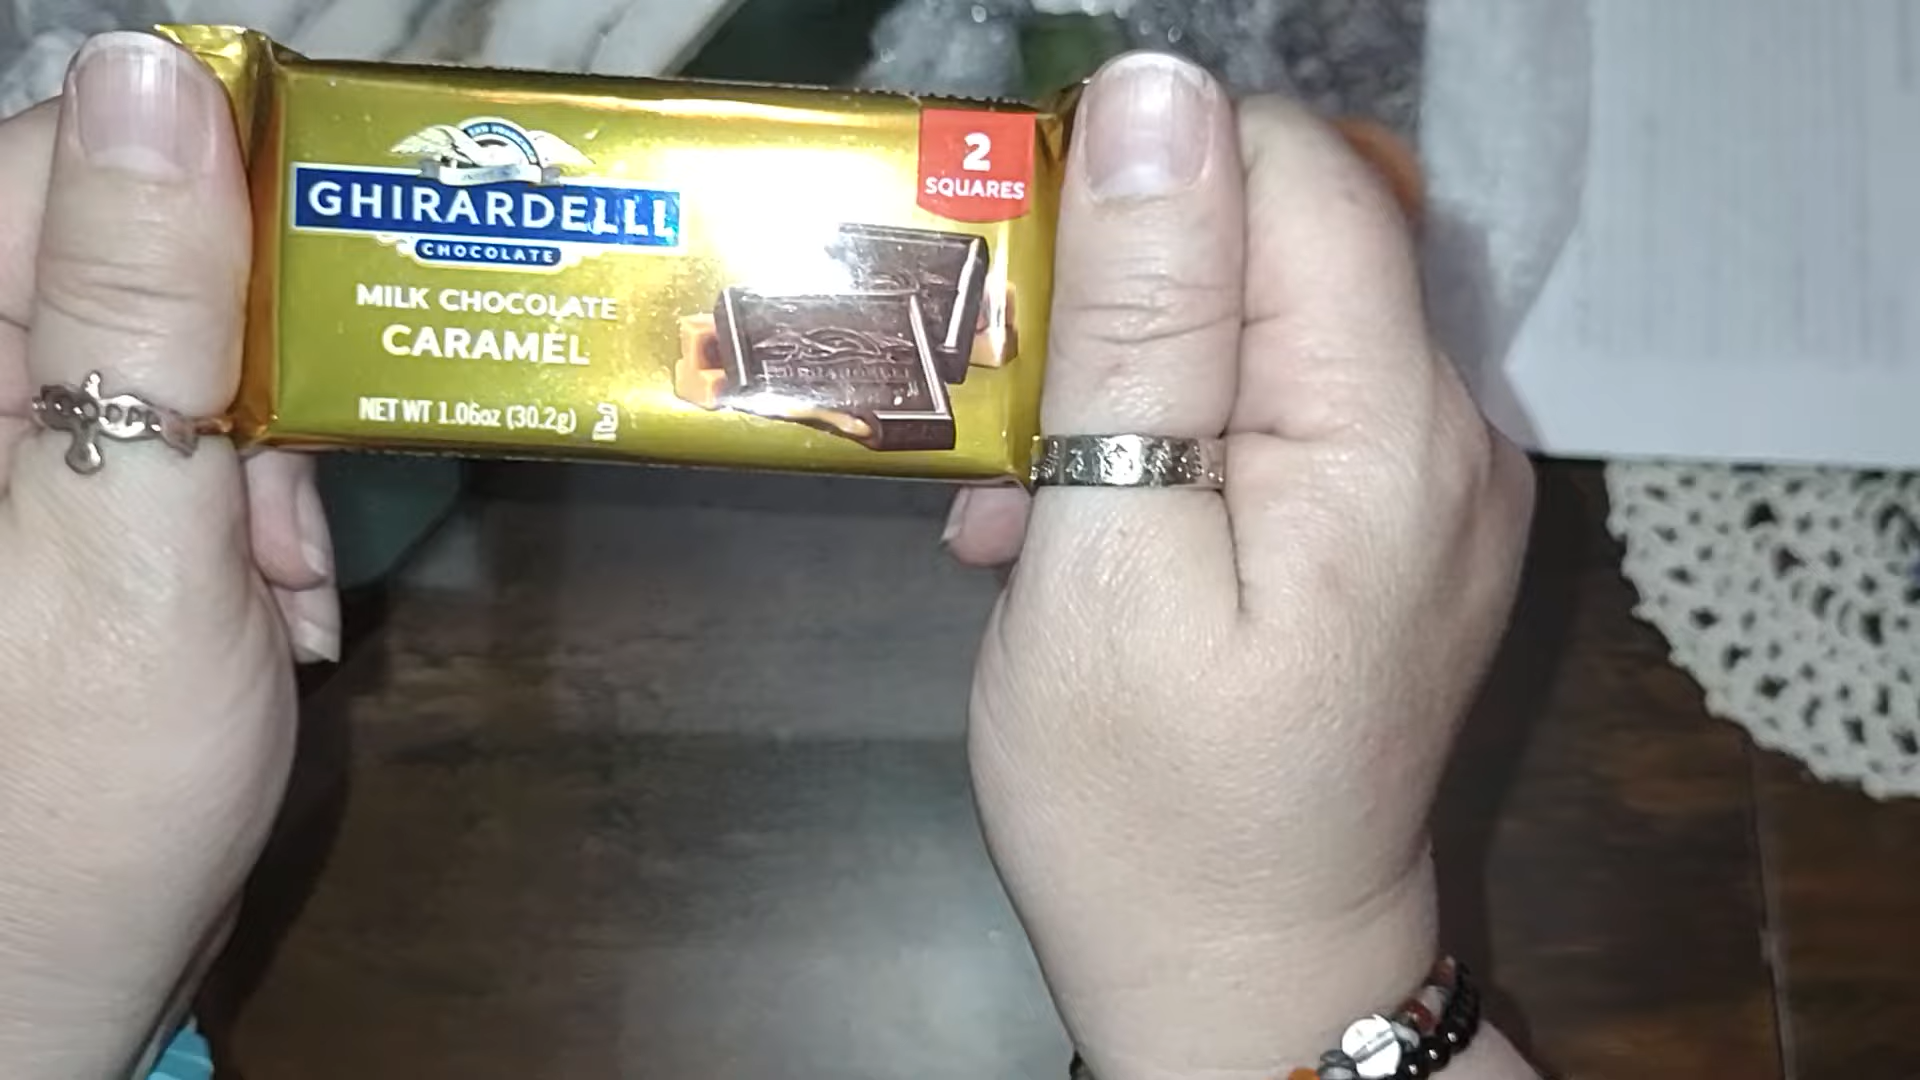 GHIRARDELLI
CHOCOLATE
MILK CHOCOLATE
CARAMEL
NET WT 1.06oz (30.2g)
2
SQUARES